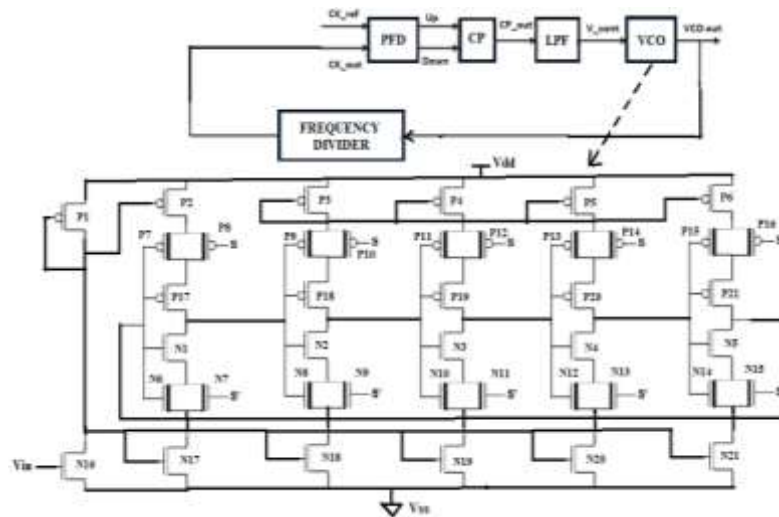 CK_ref
Up
CP_out
V_cont
VCO out
PFD
CP
LPF
VCO
CK_out
Down
FREQUENCY
DIVIDER
Vdd
P1
P2
P3
P4
P5
P6
P7
P8
S
P9
S
P10
P11
P12
S
P13
P14
S
P15
P16
S
P17
P18
P19
P20
P21
N1
N2
N3
N4
N5
N6
N7
S'
N8
N9
S'
N10
N11
S'
N12
N13
S'
N14
N15
S'
Vin
N16
N17
N18
N19
N20
N21
Vss